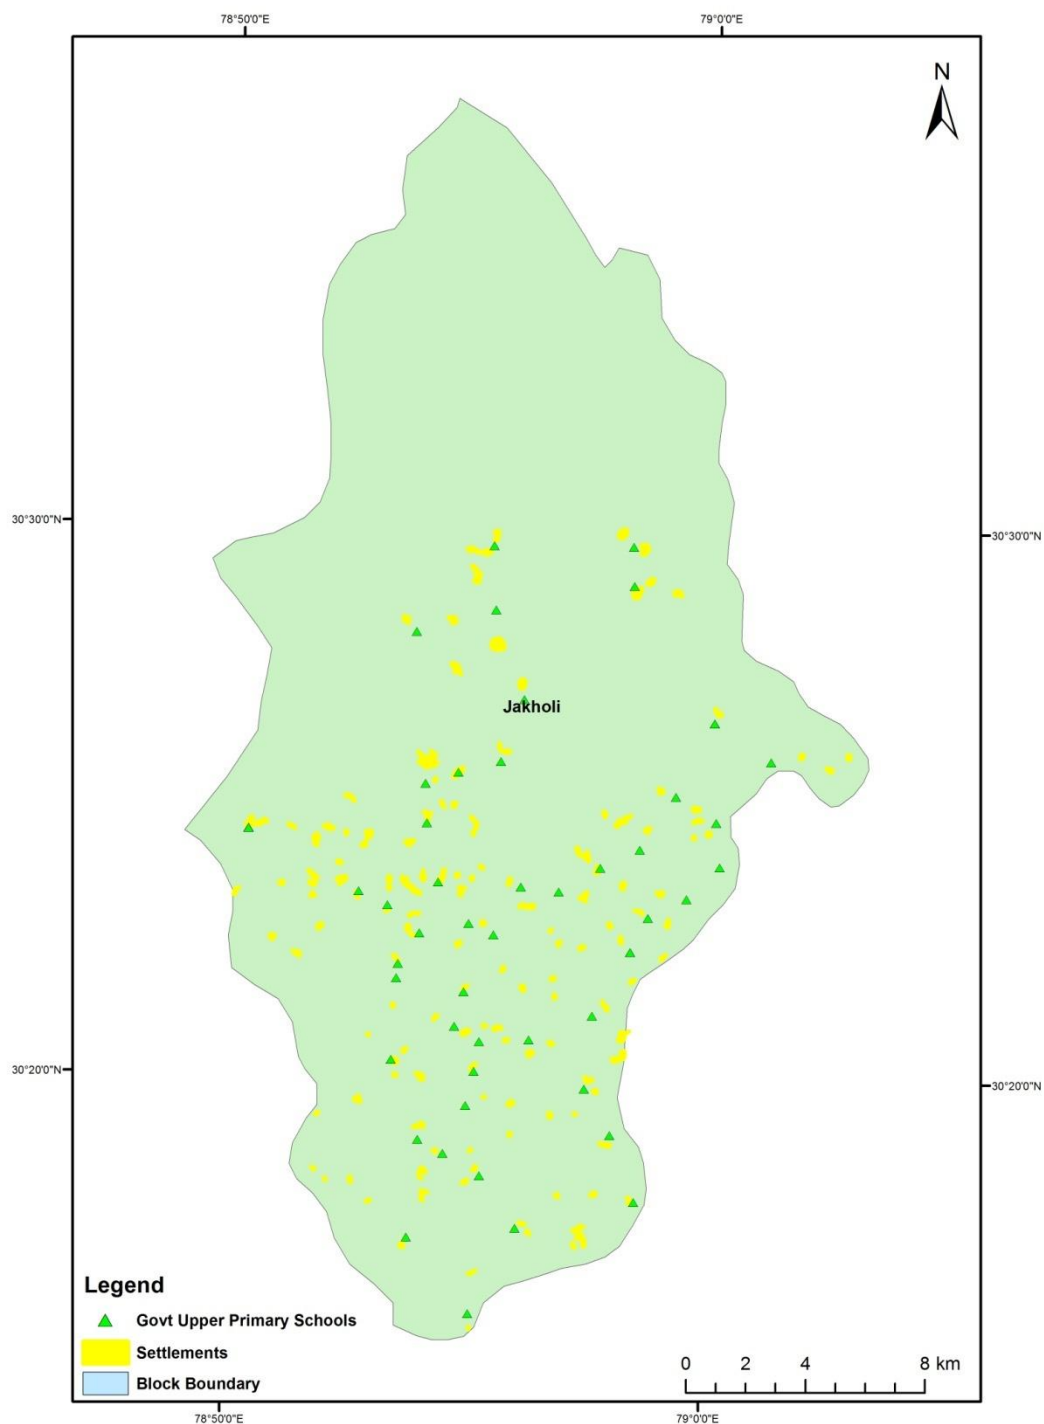 78°50'0"E
79°0'0"E
N
30°30'0"N
30°30'0"N
Jakholi
30°20'0"N
30°20'0"N
Legend
Govt Upper Primary Schools
Settlements
Block Boundary
0 2 4 8 km
78°50'0"E
79°0'0"E